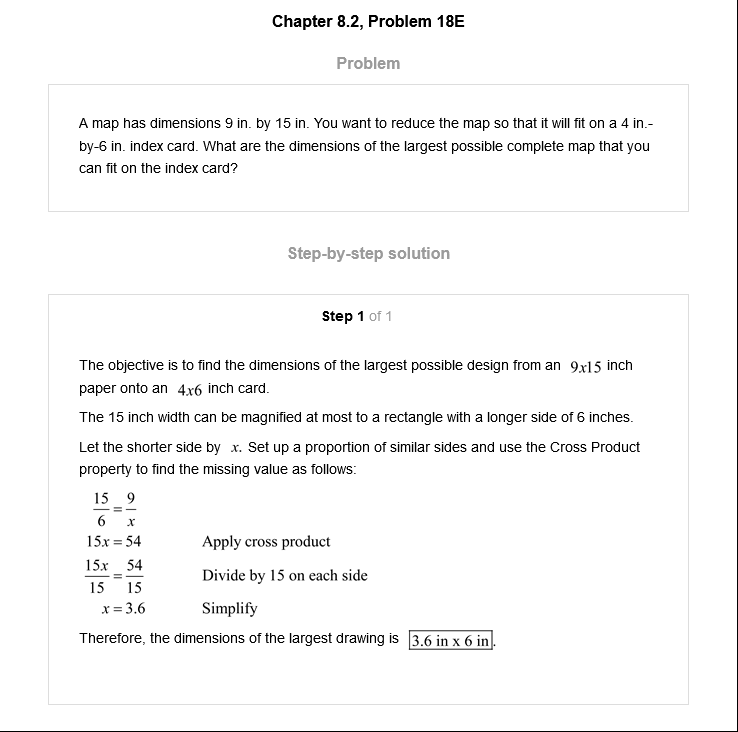 Chapter 8.2, Problem 18E
Problem
A map has dimensions 9 in. by 15 in. You want to reduce the map so that it will fit on a 4 in.-
by-6 in. index card. What are the dimensions of the largest possible complete map that you
can fit on the index card?
Step-by-step solution
Step 1 of 1
The objective is to find the dimensions of the largest possible design from an 9x15 inch
paper onto an 4x6 inch card.
The 15 inch width can be magnified at most to a rectangle with a longer side of 6 inches.
Let the shorter side by x. Set up a proportion of similar sides and use the Cross Product
property to find the missing value as follows:
15/6 = 9/x
15x = 54 Apply cross product
15x/15 = 54/15 Divide by 15 on each side
x = 3.6 Simplify
Therefore, the dimensions of the largest drawing is 3.6 in x 6 in.